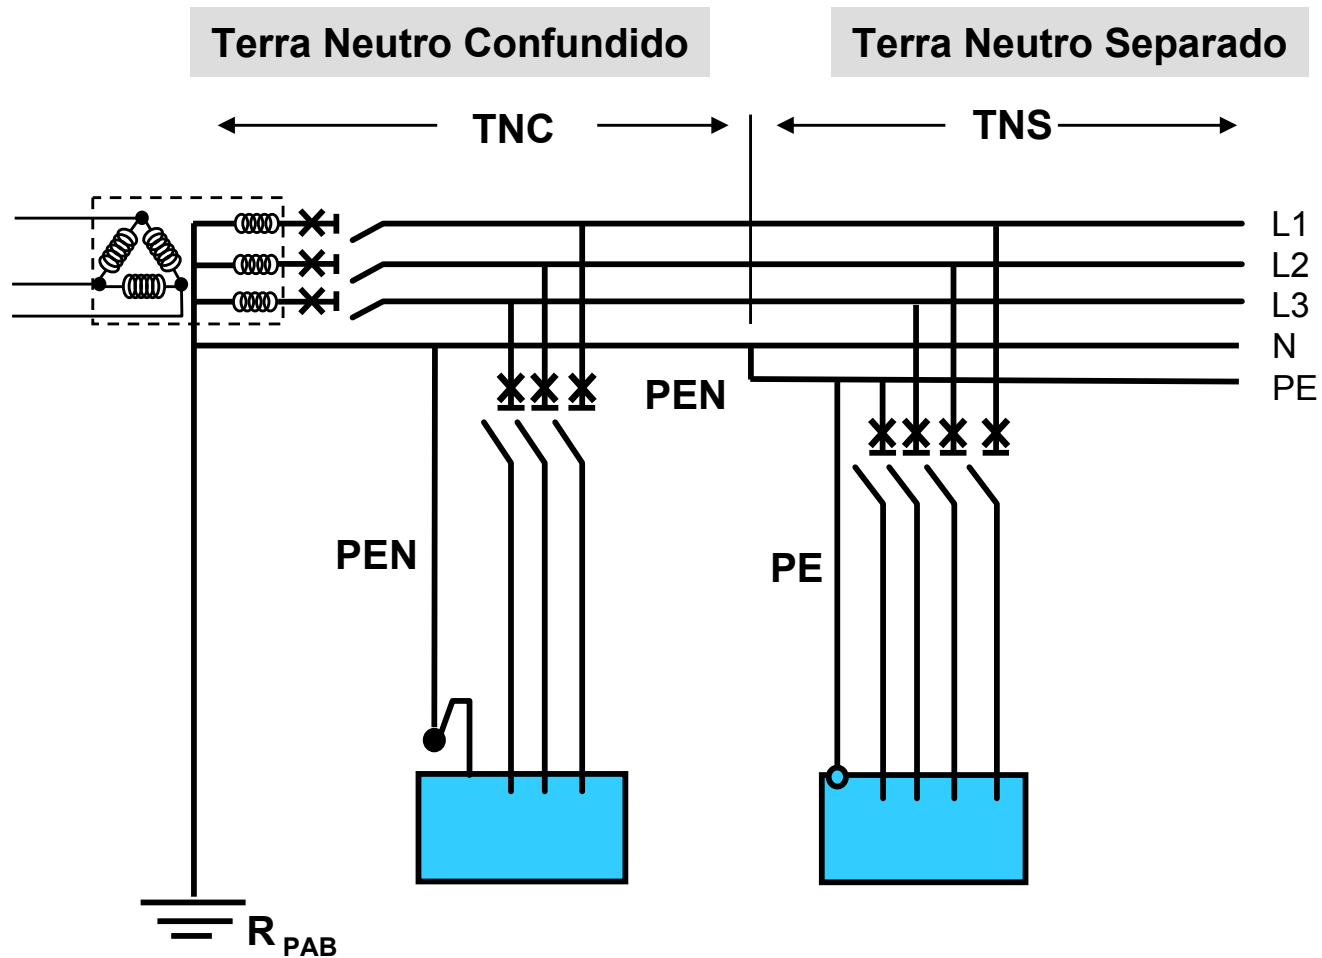 Terra Neutro Confundido
Terra Neutro Separado
TNC
TNS
L1
L2
L3
N
PE
PEN
PEN
PE
R PAB